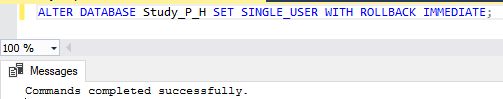 ALTER DATABASE Study_P_H SET SINGLE_USER WITH ROLLBACK IMMEDIATE;
100 %
Messages
Commands completed successfully.